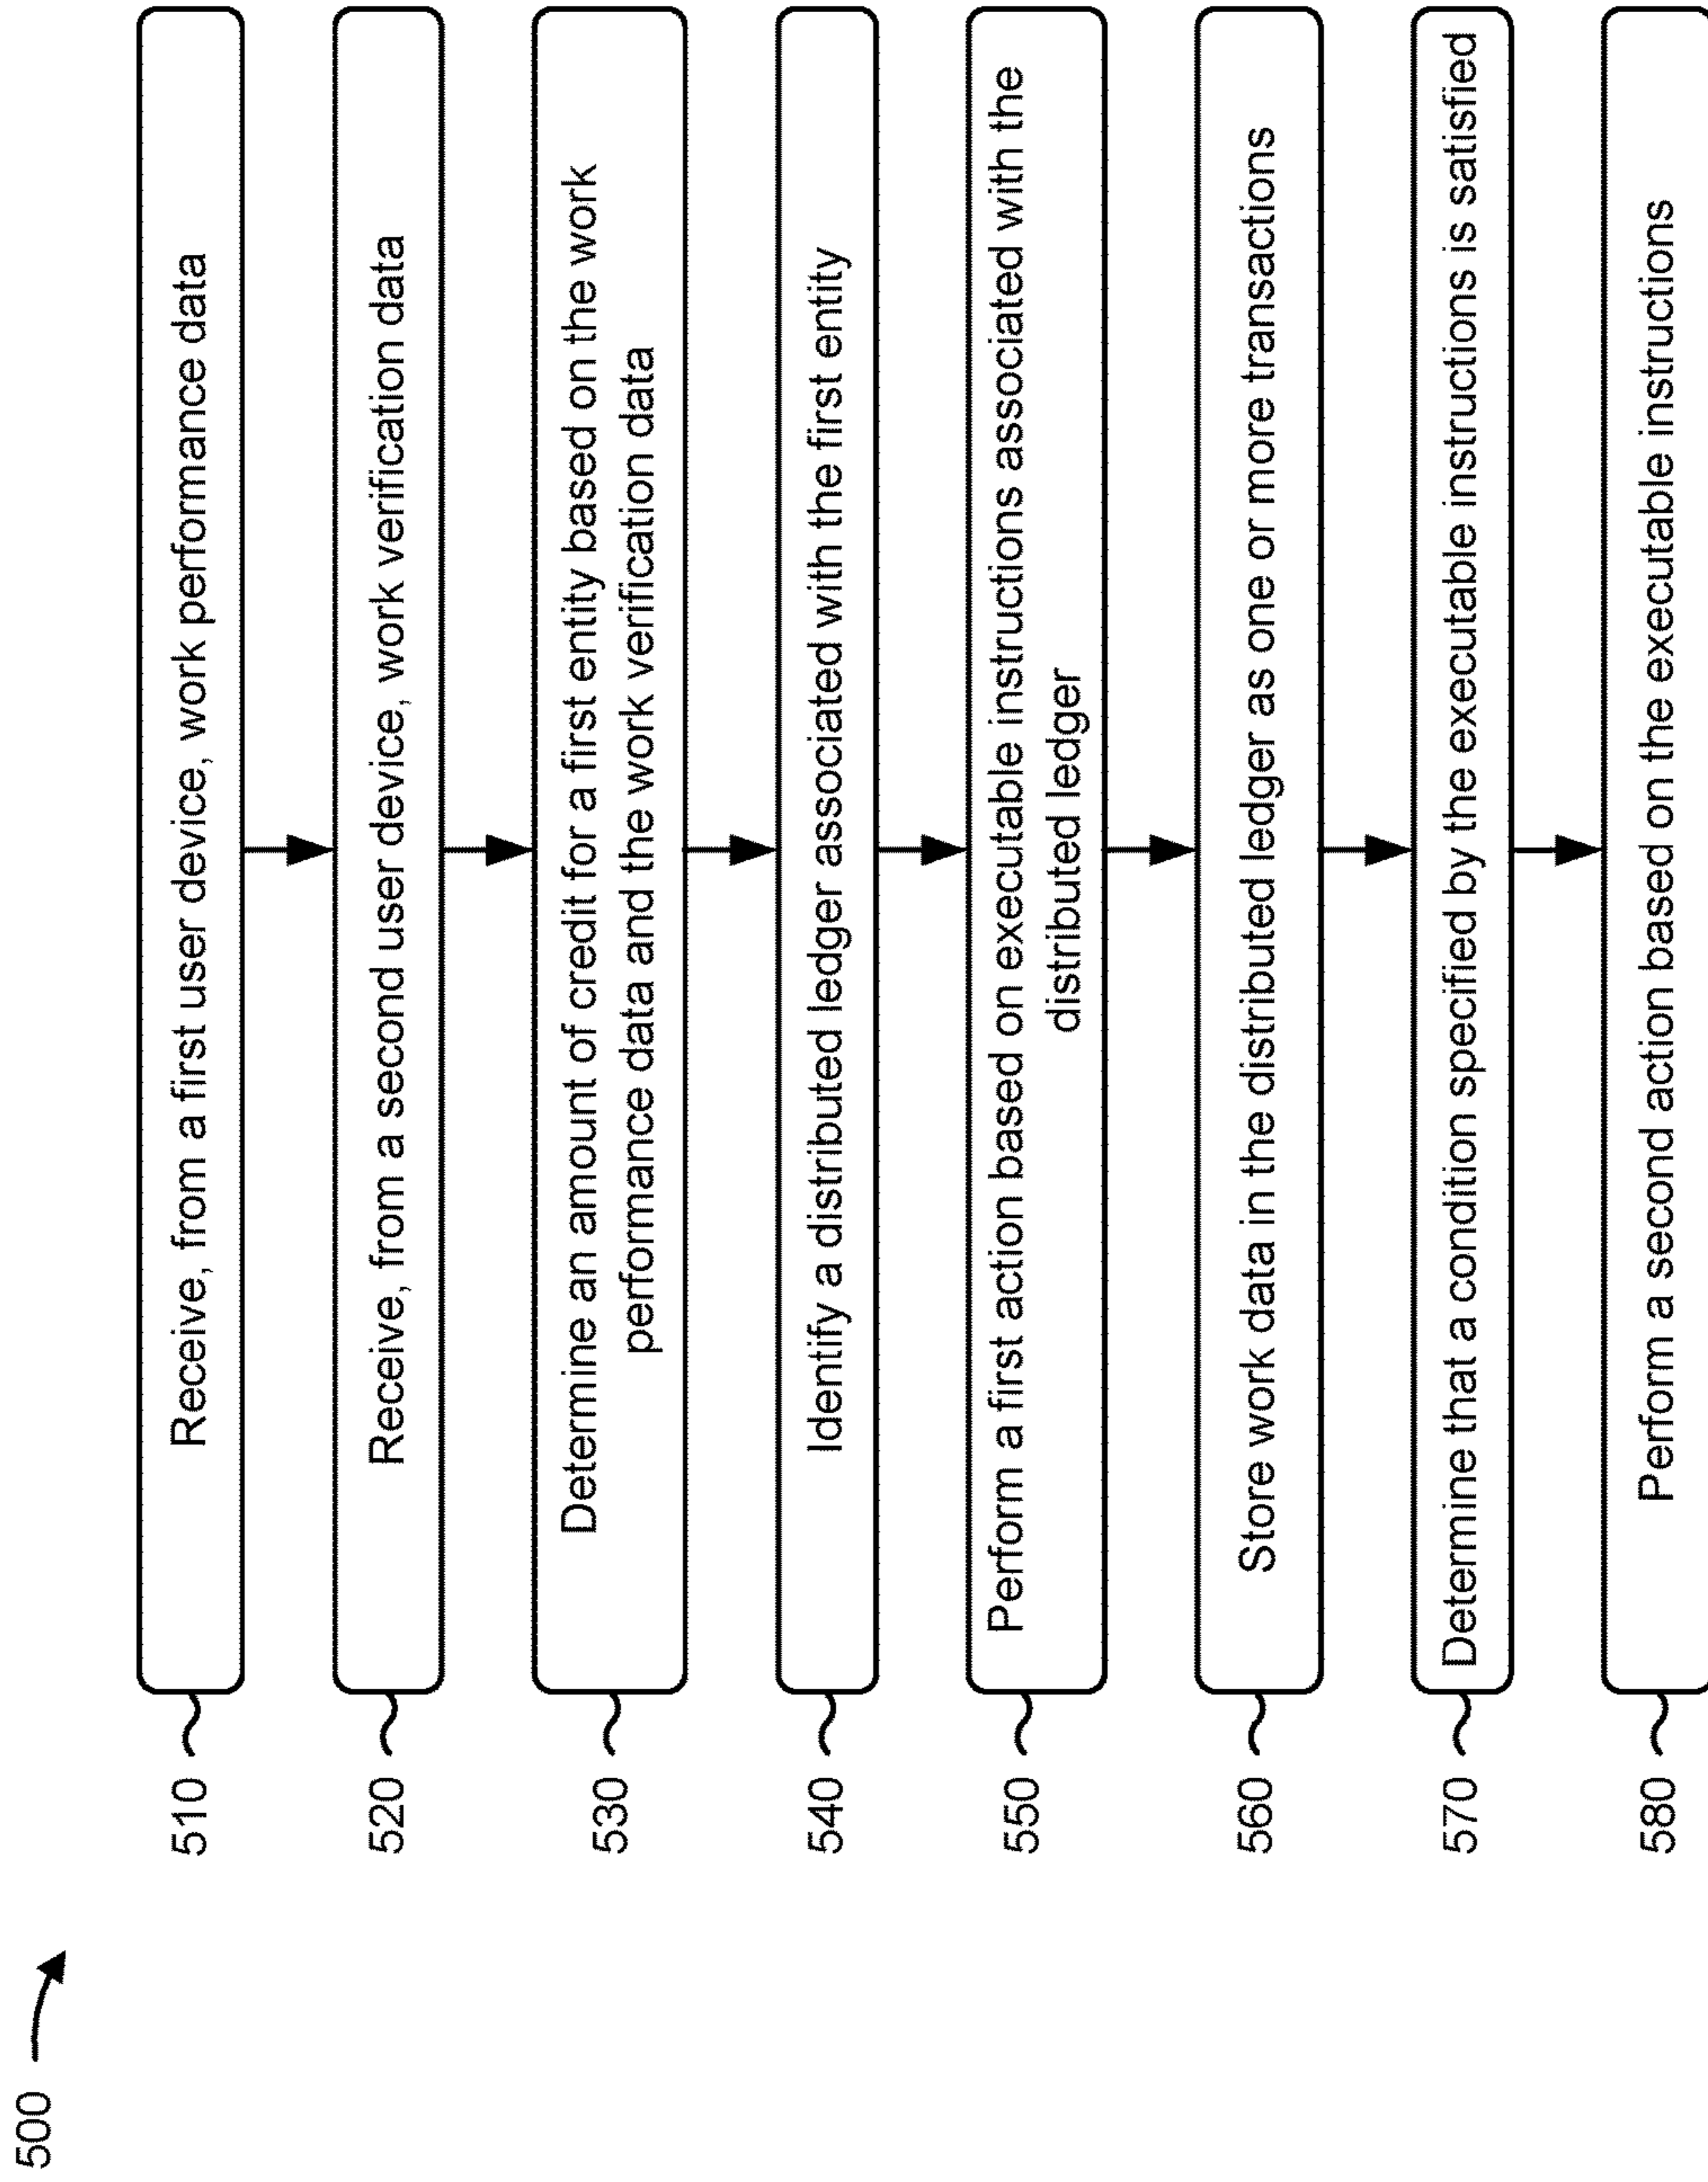 500
510
Receive, from a first user device, work performance data
520
Receive, from a second user device, work verification data
530
Determine an amount of credit for a first entity based on the work
performance data and the work verification data
540
Identify a distributed ledger associated with the first entity
550
Perform a first action based on executable instructions associated with the
distributed ledger
560
Store work data in the distributed ledger as one or more transactions
570
Determine that a condition specified by the executable instructions is satisfied
580
Perform a second action based on the executable instructions